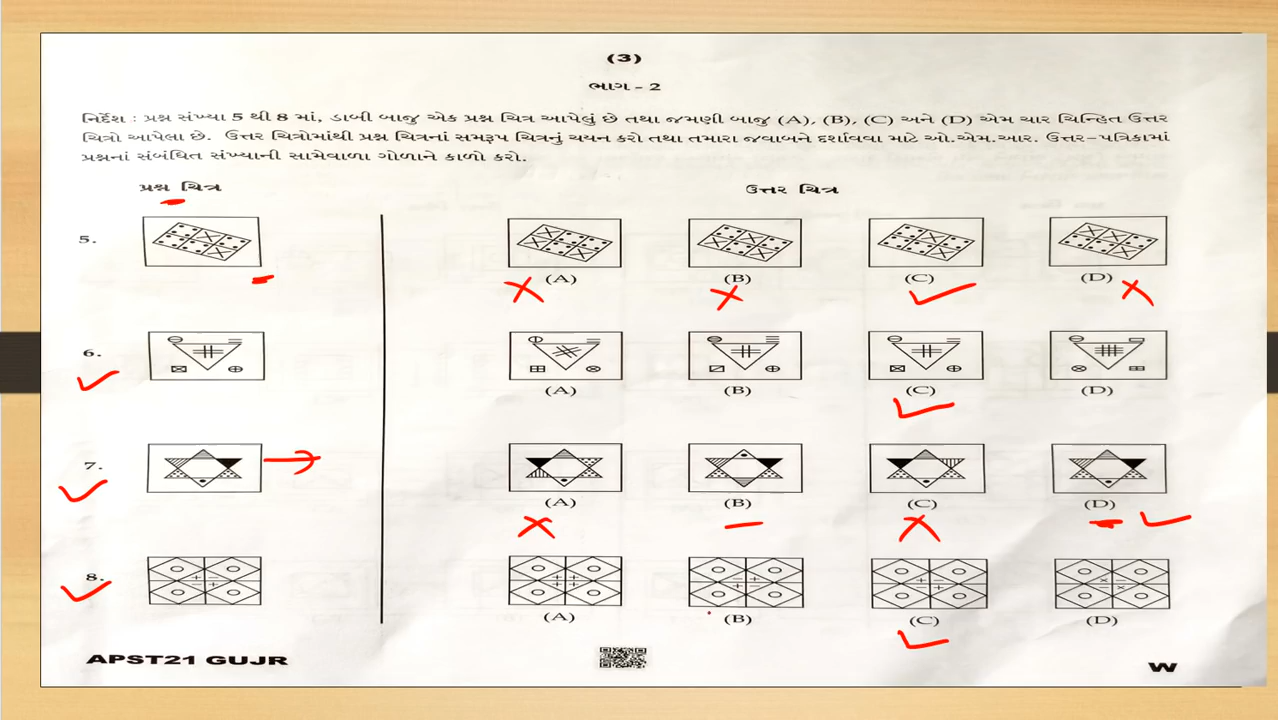 (3)
ભાગ - 2
નિર્દેશ : પ્રશ્ન સંખ્યા 5 થી 8 માં, ડાબી બાજુ એક પ્રશ્ન ચિત્ર આપેલું છે તથા જમણી બાજુ (A), (B), (C) અને (D) એમ ચાર ચિન્હિત ઉત્તર
ચિત્રો આપેલા છે. ઉત્તર ચિત્રોમાંથી પ્રશ્ન ચિત્રનાં સમરૂપ ચિત્રનું ચયન કરો તથા તમારા જવાબને દર્શાવવા માટે ઓ.એમ.આર. ઉત્તર-પત્રિકામાં
પ્રશ્નનાં સંબંધિત સંખ્યાની સામેવાળા ગોળાને કાળો કરો.
પ્રશ્ન ચિત્ર ઉત્તર ચિત્ર
5.
(A) (B) (C) (D)
6.
(A) (B) (C) (D)
7.
(A) (B) (C) (D)
8.
(A) (B) (C) (D)
APST21 GUJR W